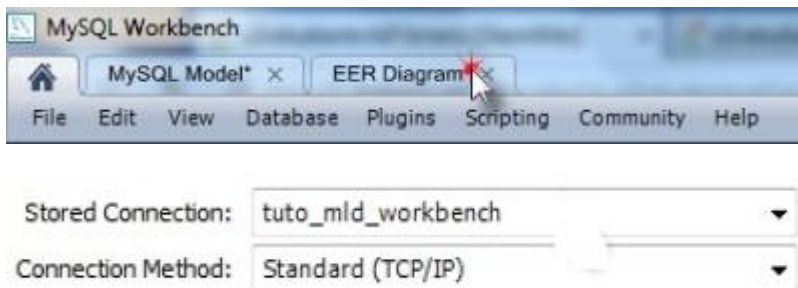 MySQL Workbench
MySQL Model* × EER Diagram ×
File Edit View Database Plugins Scripting Community Help
Stored Connection: tuto_mld_workbench
Connection Method: Standard (TCP/IP)